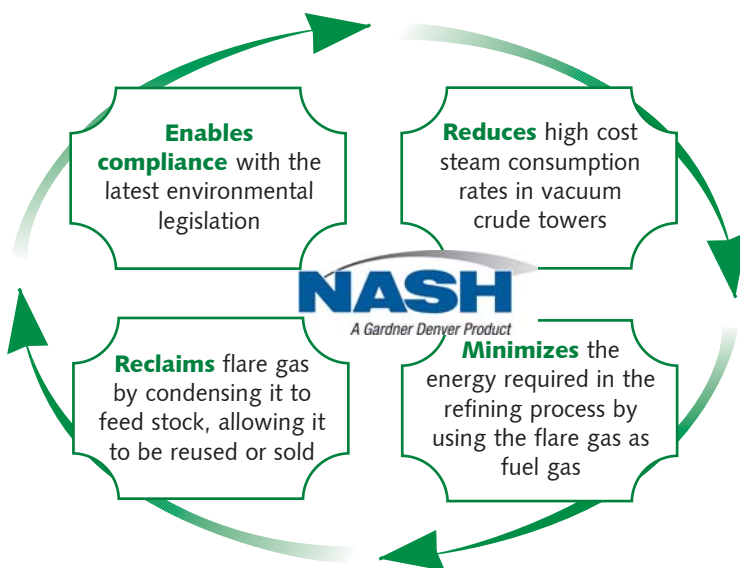 Enables
compliance with the
latest environmental
legislation
Reduces high cost
steam consumption
rates in vacuum
crude towers
NASH
A Gardner Denver Product
Reclaims flare gas
by condensing it to
feed stock, allowing it
to be reused or sold
Minimizes the
energy required in the
refining process by
using the flare gas as
fuel gas